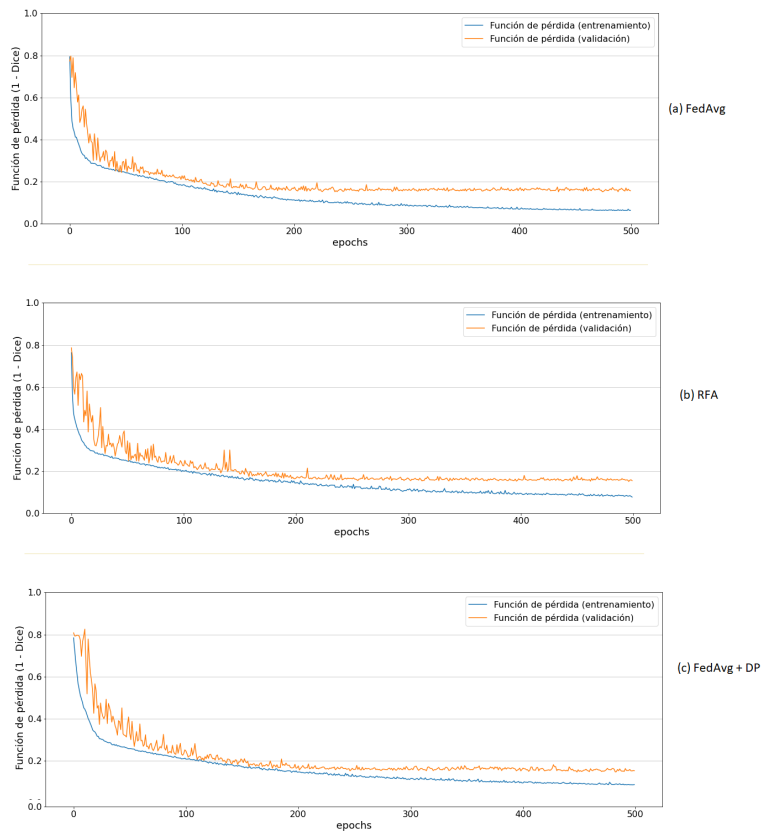 1.0
Función de pérdida (entrenamiento)
Función de pérdida (validación)
0.8
0.6
0.4
0.2
0.0
Función de pérdida (1 - Dice)
0 100 200 300 400 500
epochs
(a) FedAvg
1.0
Función de pérdida (entrenamiento)
Función de pérdida (validación)
0.8
0.6
0.4
0.2
0.0
Función de pérdida (1 - Dice)
0 100 200 300 400 500
epochs
(b) RFA
1.0
Función de pérdida (entrenamiento)
Función de pérdida (validación)
0.8
0.6
0.4
0.2
0.0
Función de pérdida (1 - Dice)
0 100 200 300 400 500
epochs
(c) FedAvg + DP